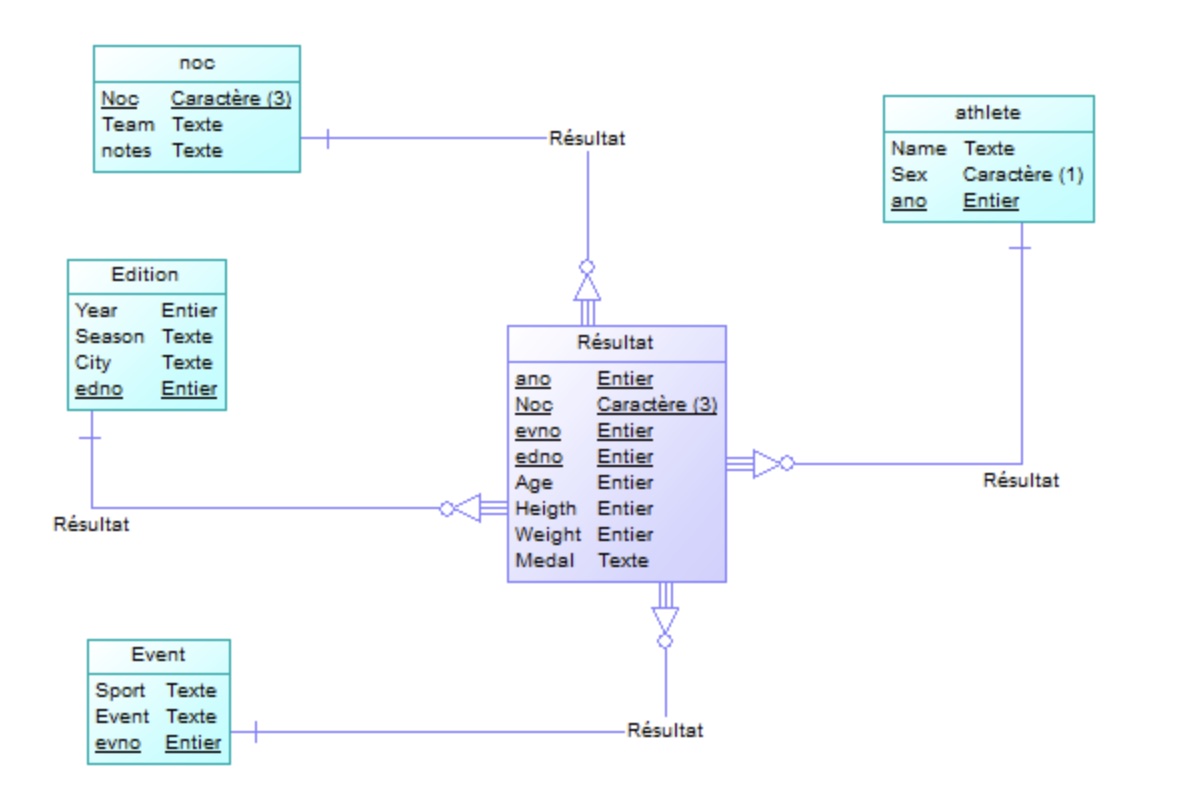 noc
Noc Caractère (3)
Team Texte
notes Texte
Résultat
athlete
Name Texte
Sex Caractère (1)
ano Entier
Edition
Year Entier
Season Texte
City Texte
edno Entier
Résultat
Résultat
ano Entier
Noc Caractère (3)
evno Entier
edno Entier
Age Entier
Heigth Entier
Weight Entier
Medal Texte
Résultat
Event
Sport Texte
Event Texte
evno Entier
Résultat